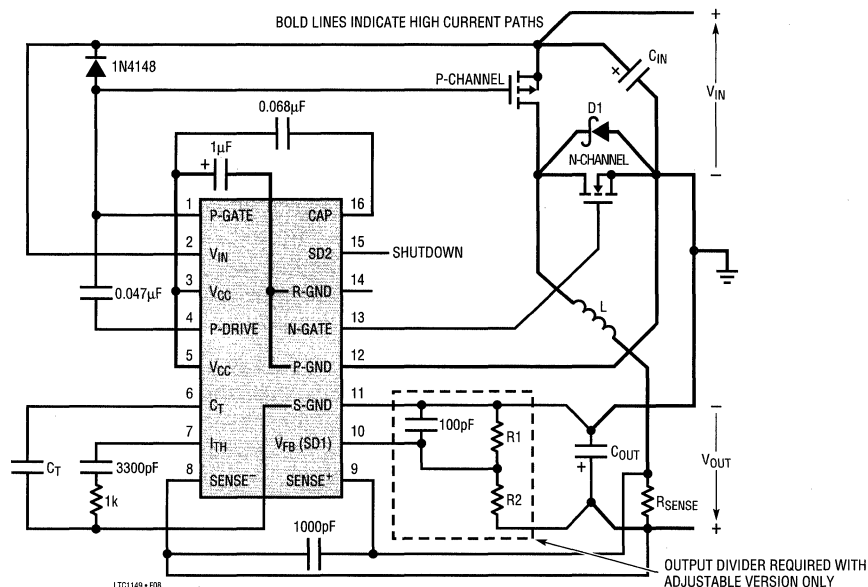 BOLD LINES INDICATE HIGH CURRENT PATHS
+
1N4148
P-CHANNEL
+
CIN
VIN
0.068µF
D1
1µF
+
N-CHANNEL
−
1
P-GATE
CAP
16
2
VIN
SD2
15
SHUTDOWN
3
VCC
R-GND
14
0.047µF
L
4
P-DRIVE
N-GATE
13
5
VCC
P-GND
12
6
CT
S-GND
11
−
100pF
R1
7
ITH
VFB (SD1)
10
COUT
+
VOUT
CT
3300pF
8
SENSE−
SENSE+
9
R2
RSENSE
1k
+
1000pF
OUTPUT DIVIDER REQUIRED WITH
ADJUSTABLE VERSION ONLY
LTC1149 • F08